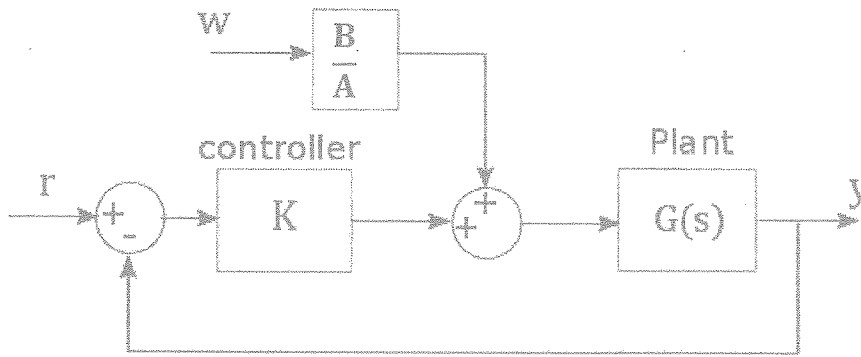 w
B
A
controller
Plant
r
+
-
K
+
+
G(s)
y